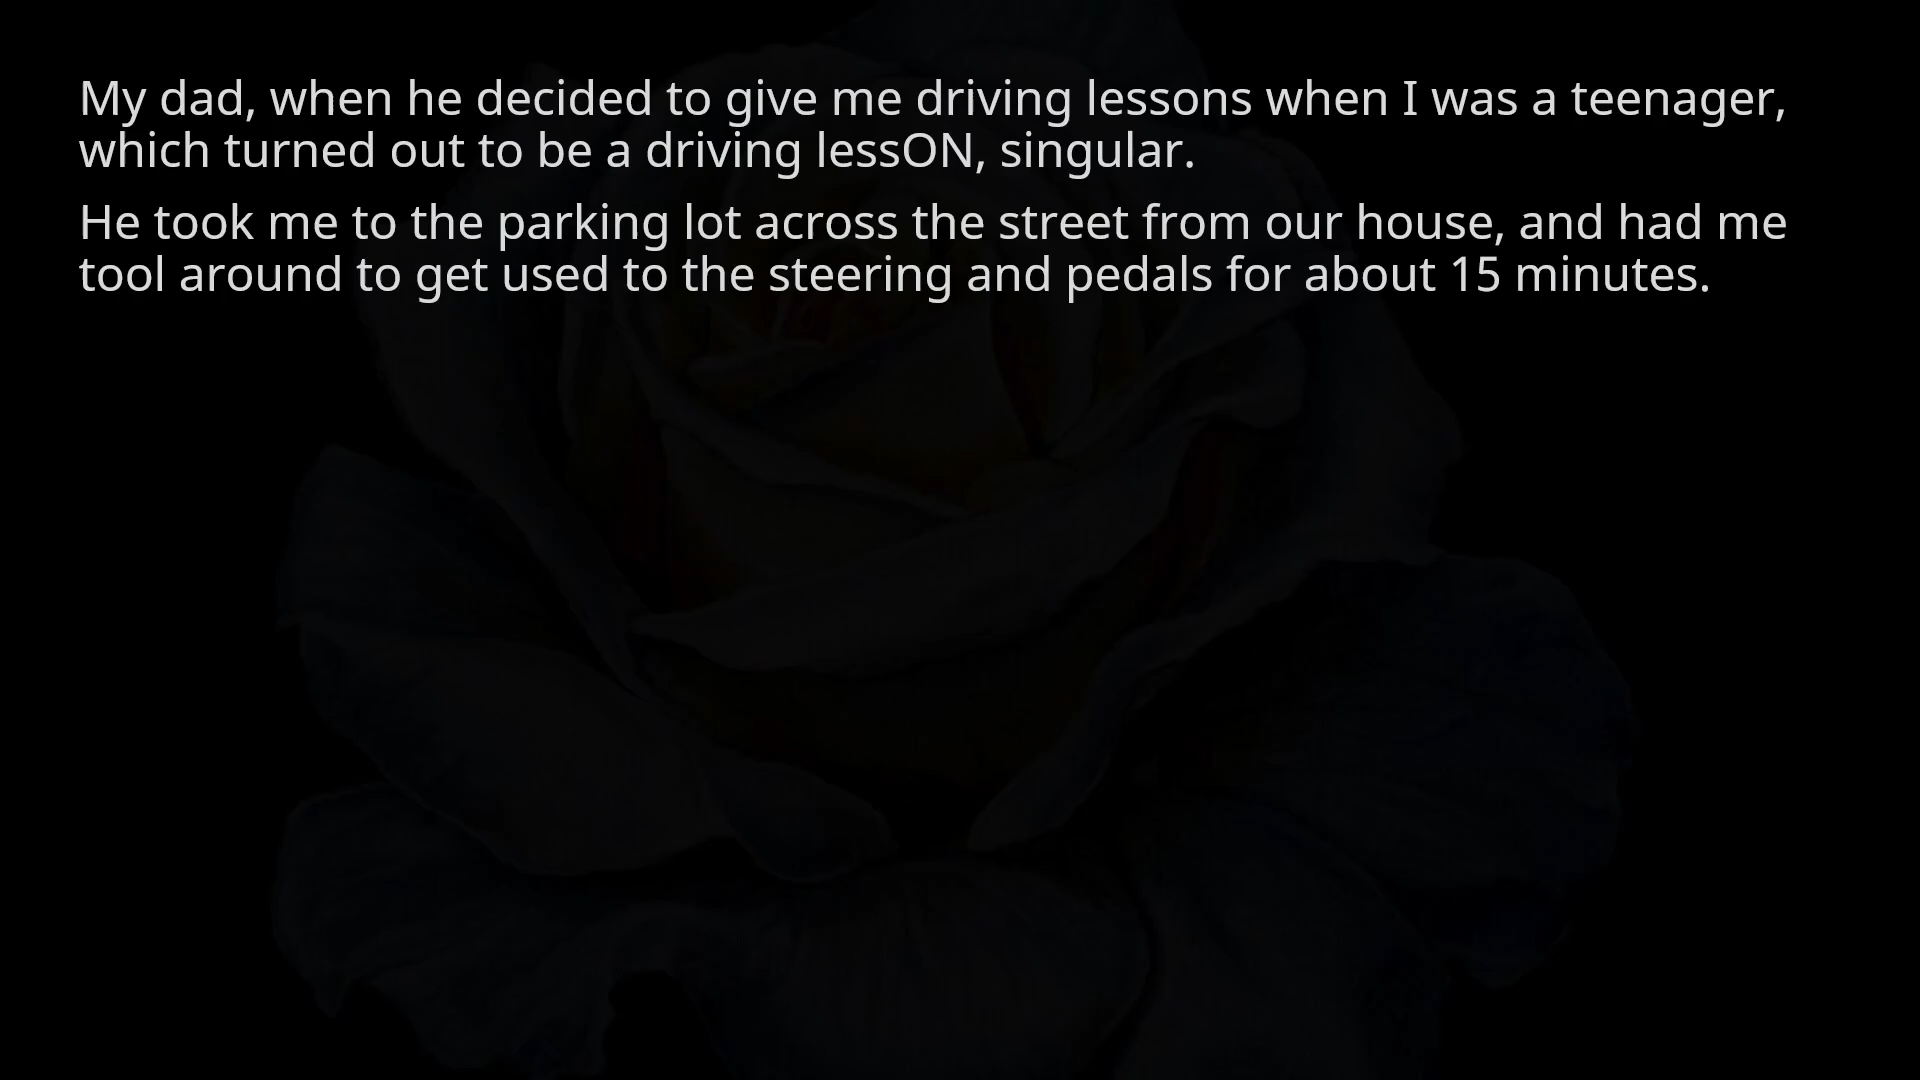 My dad, when he decided to give me driving lessons when I was a teenager,
which turned out to be a driving lessON, singular.
He took me to the parking lot across the street from our house, and had me
tool around to get used to the steering and pedals for about 15 minutes.